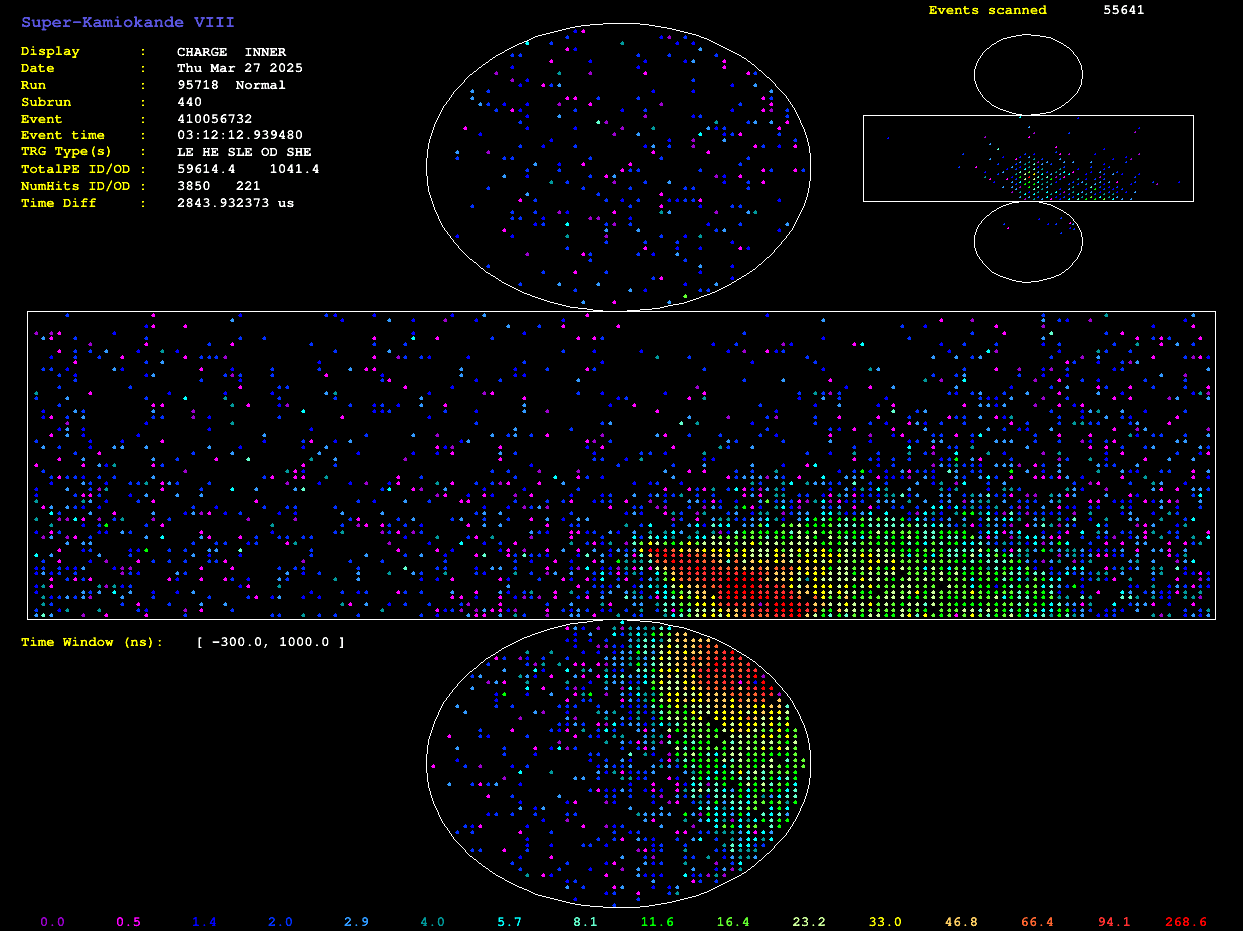 Super-Kamiokande VIII
Events scanned 55641
Display : CHARGE INNER
Date : Thu Mar 27 2025
Run : 95718 Normal
Subrun : 440
Event : 410056732
Event time : 03:12:12.939480
TRG Type(s) : LE HE SLE OD SHE
TotalPE ID/OD : 59614.4 1041.4
NumHits ID/OD : 3850 221
Time Diff : 2843.932373 us
Time Window (ns): [ -300.0, 1000.0 ]
0.0 0.5 1.4 2.0 2.9 4.0 5.7 8.1 11.6 16.4 23.2 33.0 46.8 66.4 94.1 268.6